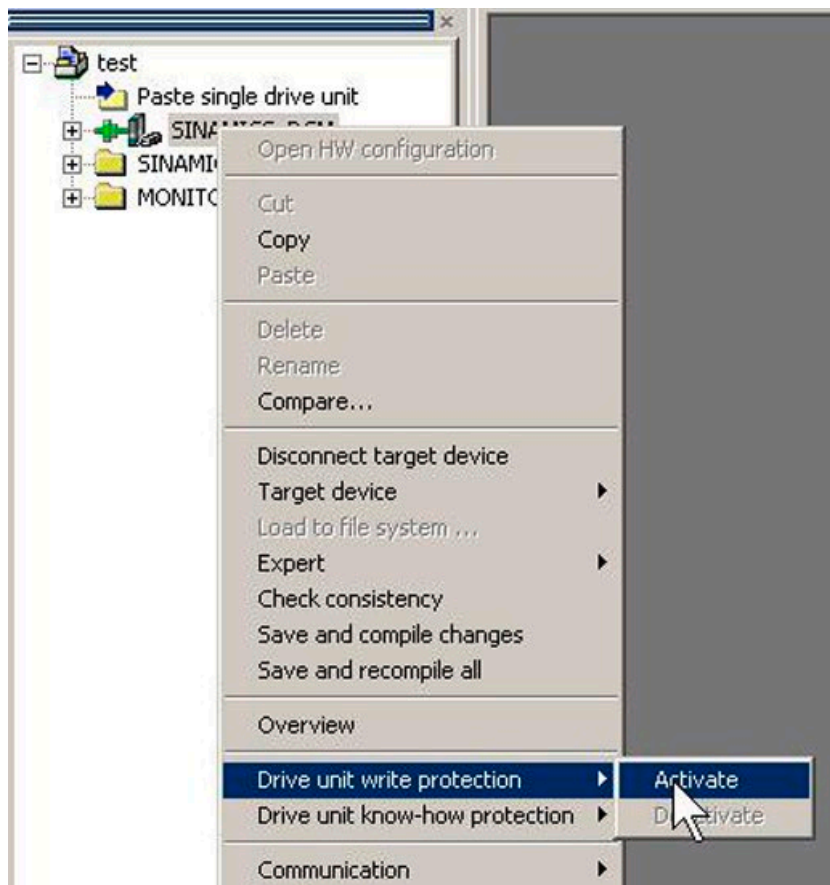 test
Paste single drive unit
Open HW configuration
Cut
Copy
Paste
Delete
Rename
Compare...
Disconnect target device
Target device
Load to file system ...
Expert
Check consistency
Save and compile changes
Save and recompile all
Overview
Drive unit write protection
Activate
Drive unit know-how protection
Communication